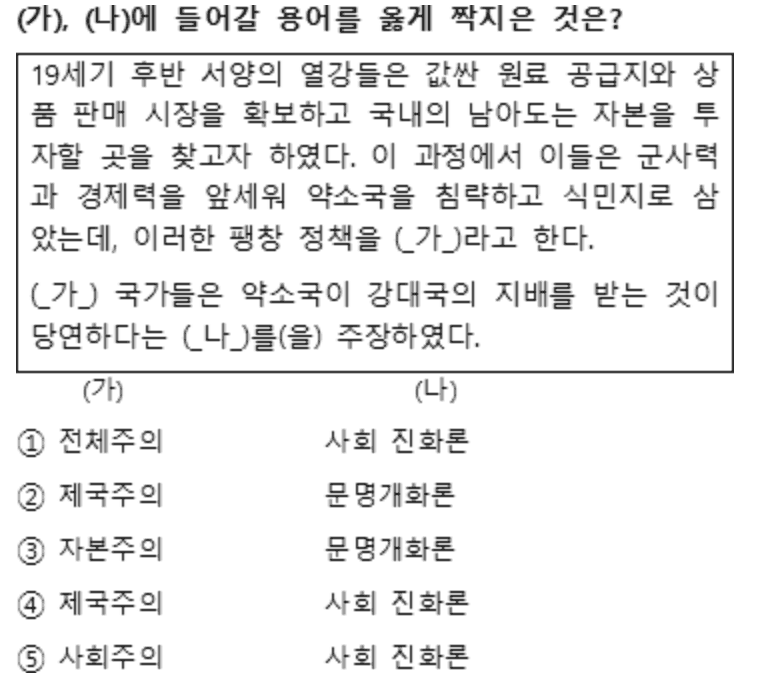 (가), (나)에 들어갈 용어를 옳게 짝지은 것은?
19세기 후반 서양의 열강들은 값싼 원료 공급지와 상
품 판매 시장을 확보하고 국내의 남아도는 자본을 투
자할 곳을 찾고자 하였다. 이 과정에서 이들은 군사력
과 경제력을 앞세워 약소국을 침략하고 식민지로 삼
았는데, 이러한 팽창 정책을 (_가_)라고 한다.
(_가_) 국가들은 약소국이 강대국의 지배를 받는 것이
당연하다는 (_나_)를(을) 주장하였다.
(가) (나)
① 전체주의 사회 진화론
② 제국주의 문명개화론
③ 자본주의 문명개화론
④ 제국주의 사회 진화론
⑤ 사회주의 사회 진화론